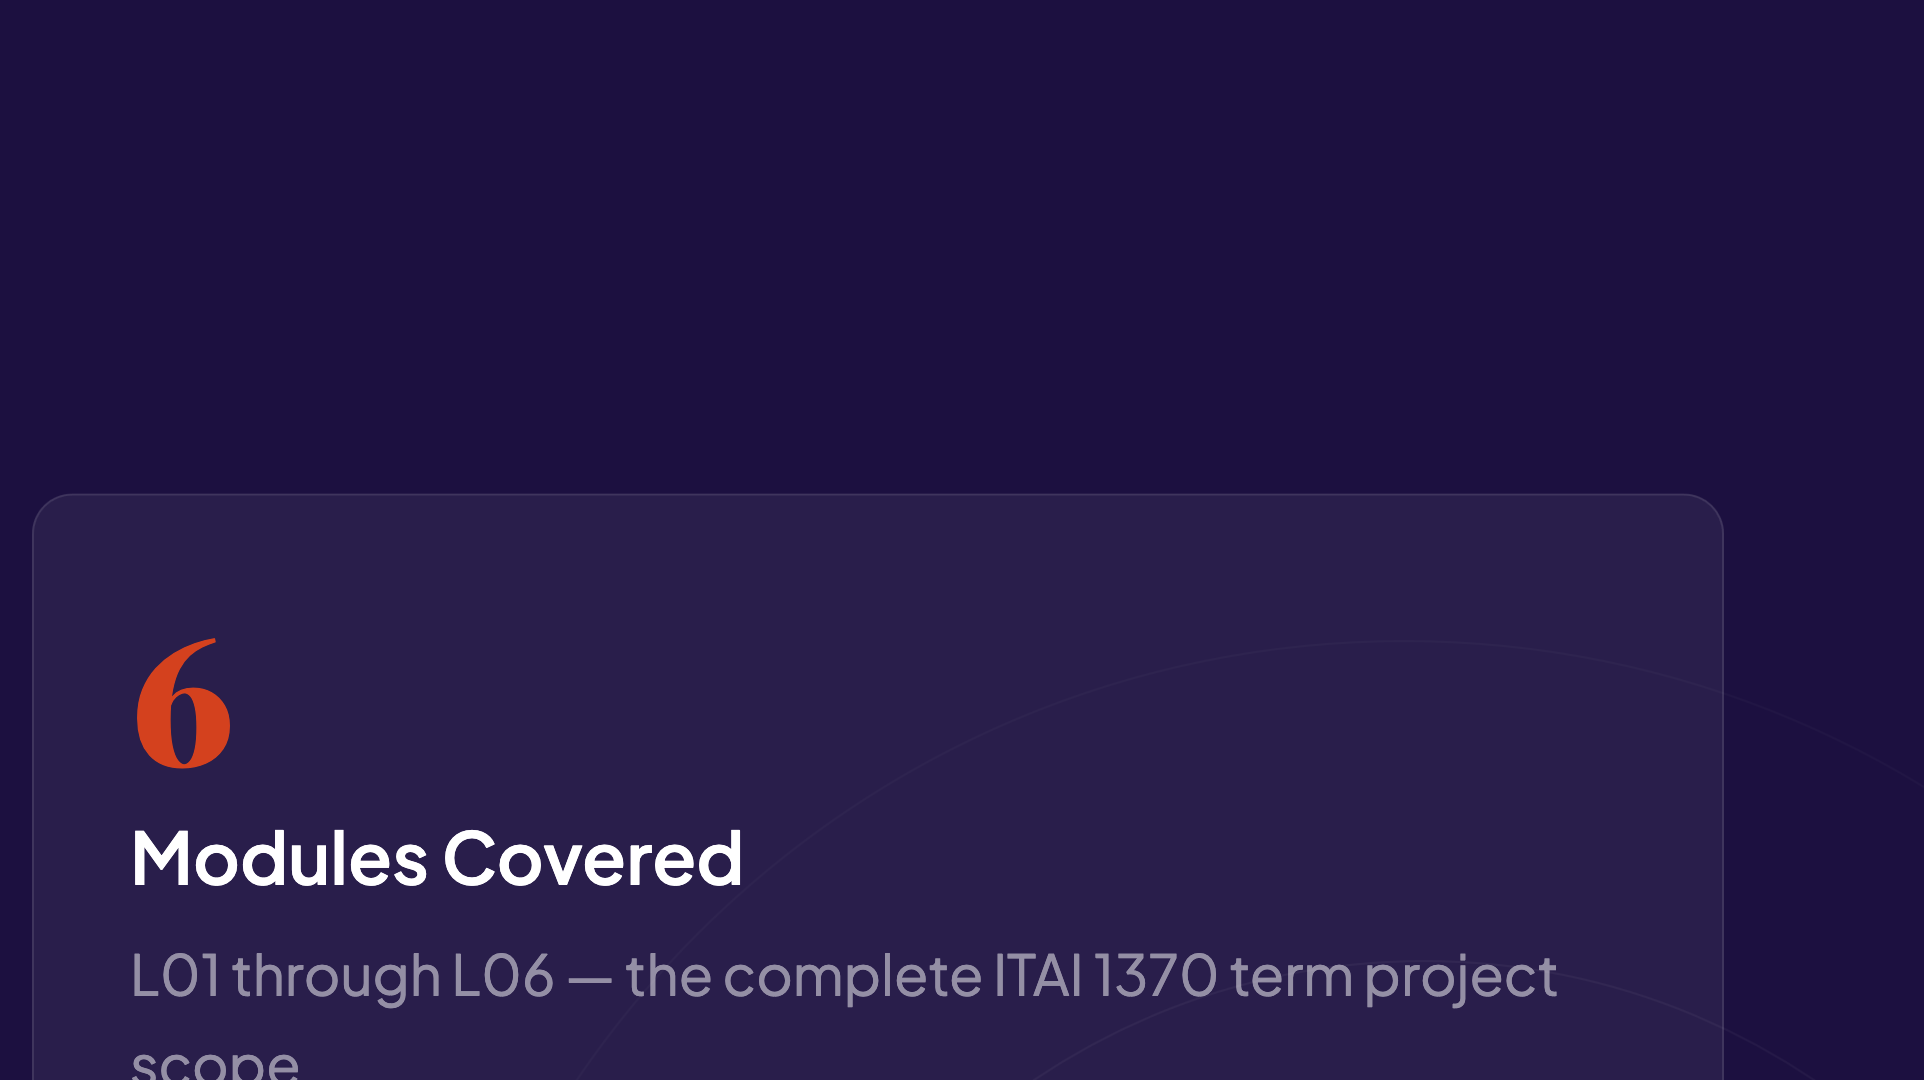 6
Modules Covered
L01 through L06 — the complete ITAI 1370 term project
scope